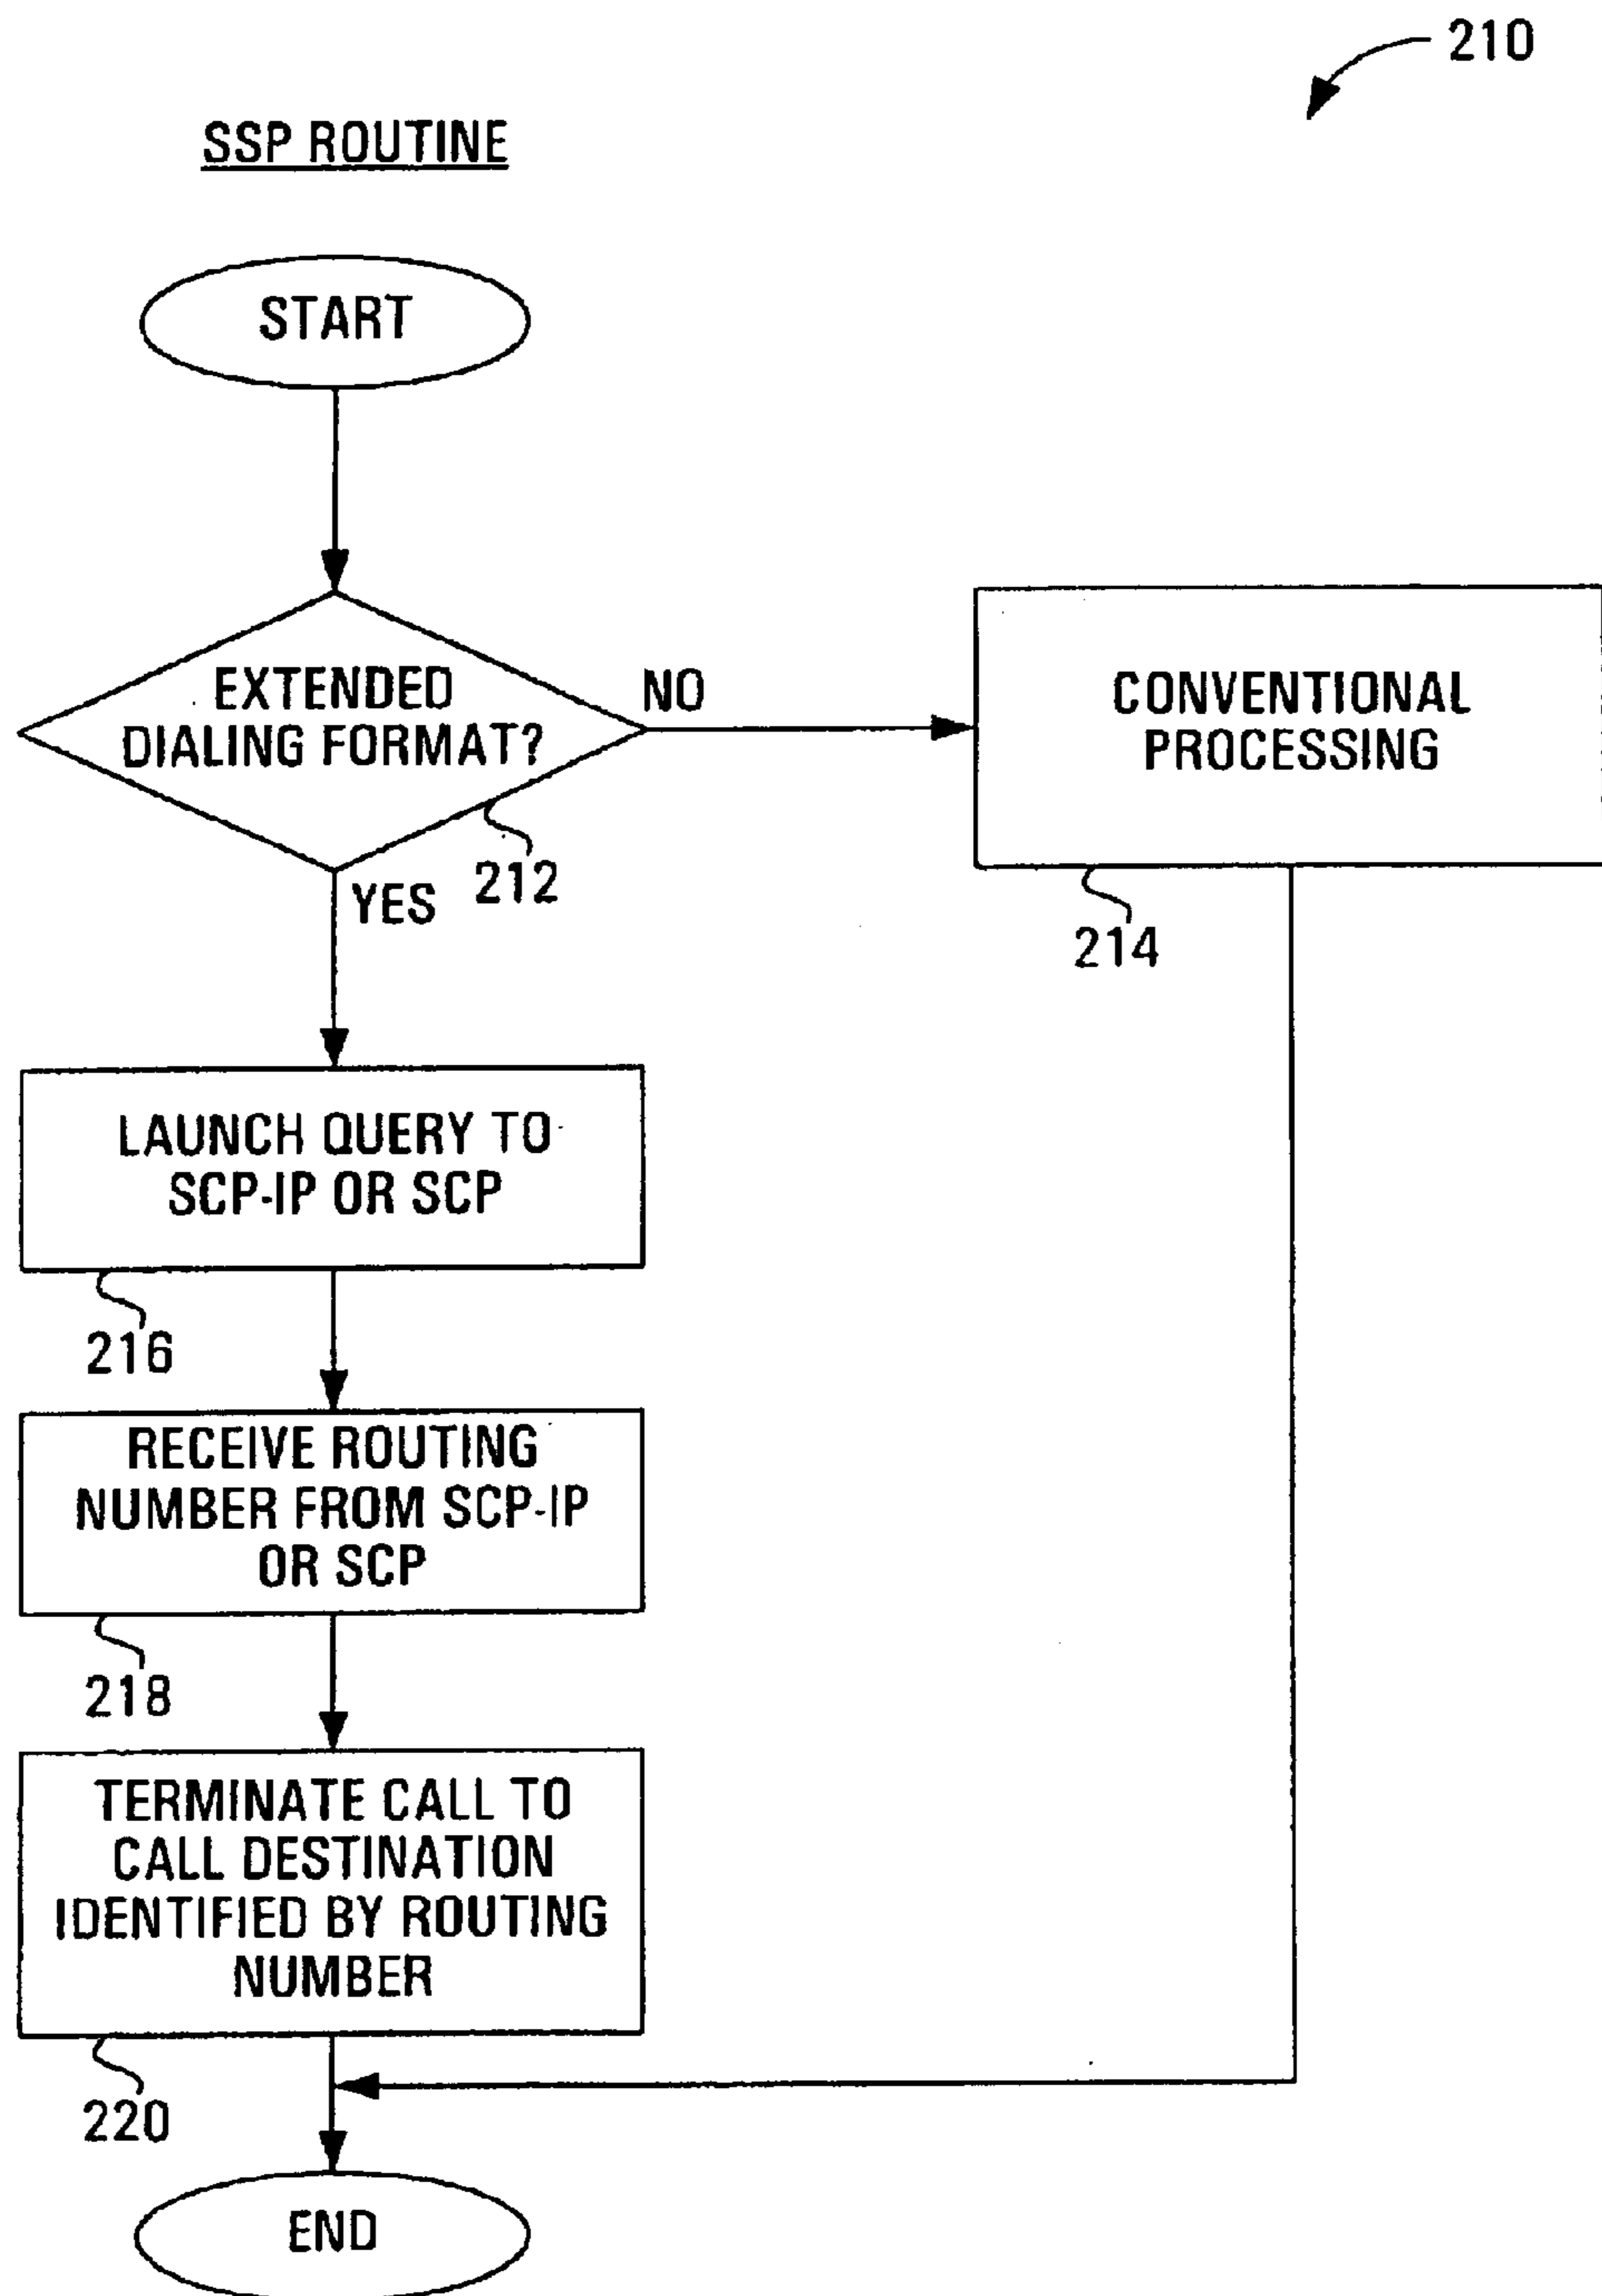 210
SSP ROUTINE
START
EXTENDED
DIALING FORMAT?
NO
CONVENTIONAL
PROCESSING
212
YES
214
LAUNCH QUERY TO
SCP-IP OR SCP
216
RECEIVE ROUTING
NUMBER FROM SCP-IP
OR SCP
218
TERMINATE CALL TO
CALL DESTINATION
IDENTIFIED BY ROUTING
NUMBER
220
END